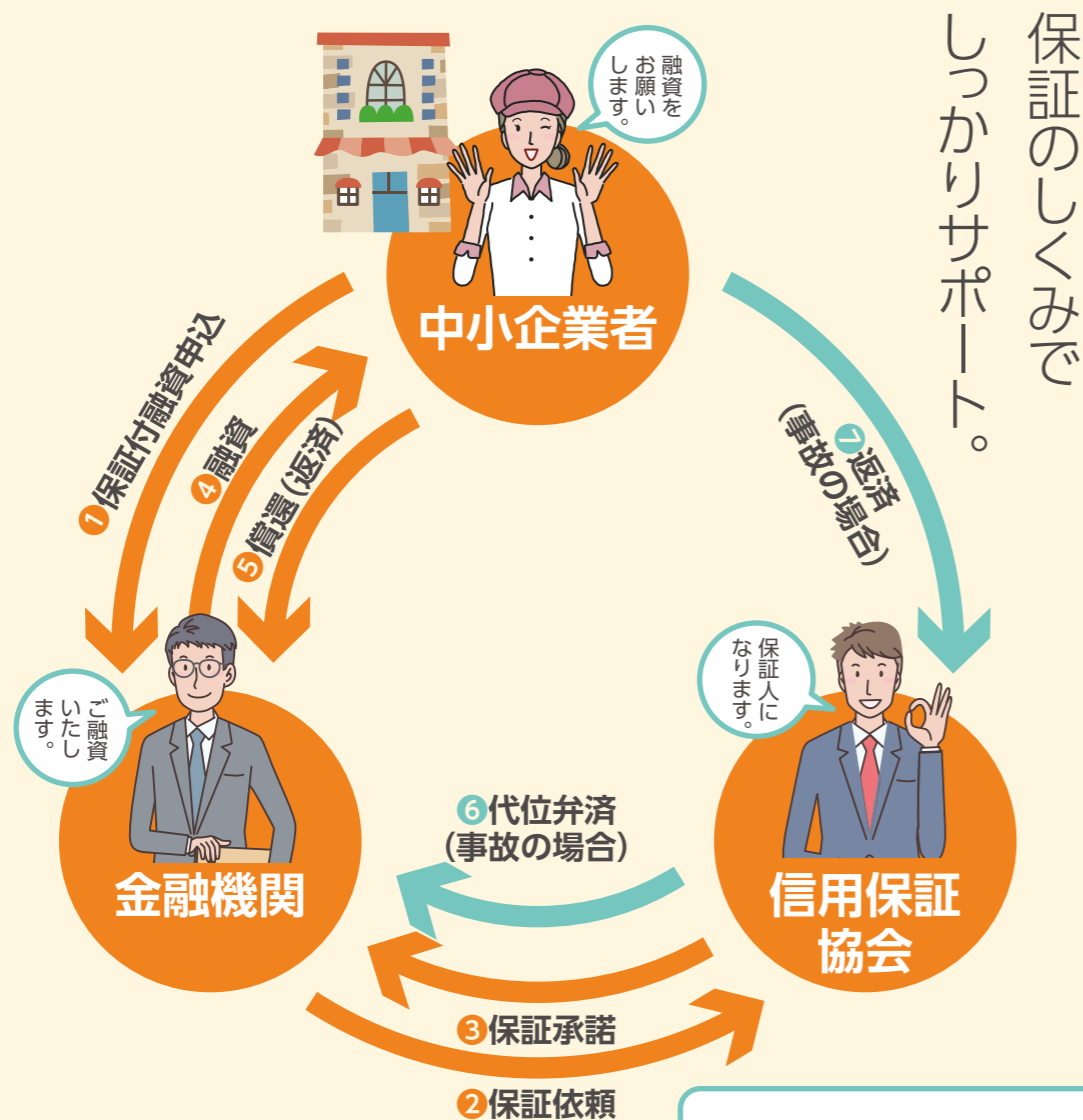 保証のしくみで
しっかりサポート。
融資を
お願い
します。
中小企業者
❶保証付融資申込
❹融資
❺償還(返済)
❼返済
(事故の場合)
ご融資
いたし
ます。
金融機関
保証人に
なります。
信用保証
協会
❻代位弁済
(事故の場合)
❸保証承諾
❷保証依頼